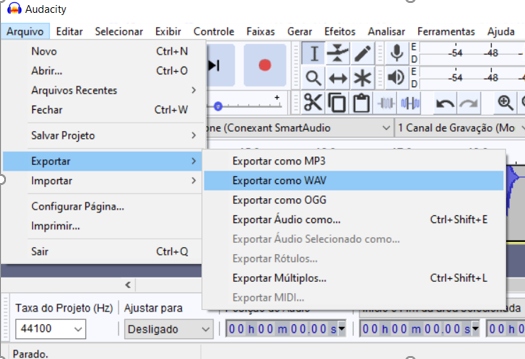 Audacity
Arquivo Editar Selecionar Exibir Controle Faixas Gerar Efeitos Analisar Ferramentas Ajuda
Novo Ctrl+N
Abrir... Ctrl+O
Arquivos Recentes >
Fechar Ctrl+W
Salvar Projeto >
Exportar >
Importar >
Configurar Página...
Imprimir...
Sair Ctrl+Q
E
D
-54 -48
E
D
-54 -48
one (Conexant SmartAudio
1 Canal de Gravação (Mo
Exportar como MP3
Exportar como WAV
Exportar como OGG
Exportar Áudio como... Ctrl+Shift+E
Exportar Áudio Selecionado como...
Exportar Rótulos...
Exportar Múltiplos... Ctrl+Shift+L
Exportar MIDI...
Taxa do Projeto (Hz) Ajustar para
44100 Desligado 00 h 00 m 00.00 s 00 h 00 m 00.00 s 00 h 00 m 00.00 s
Parado.